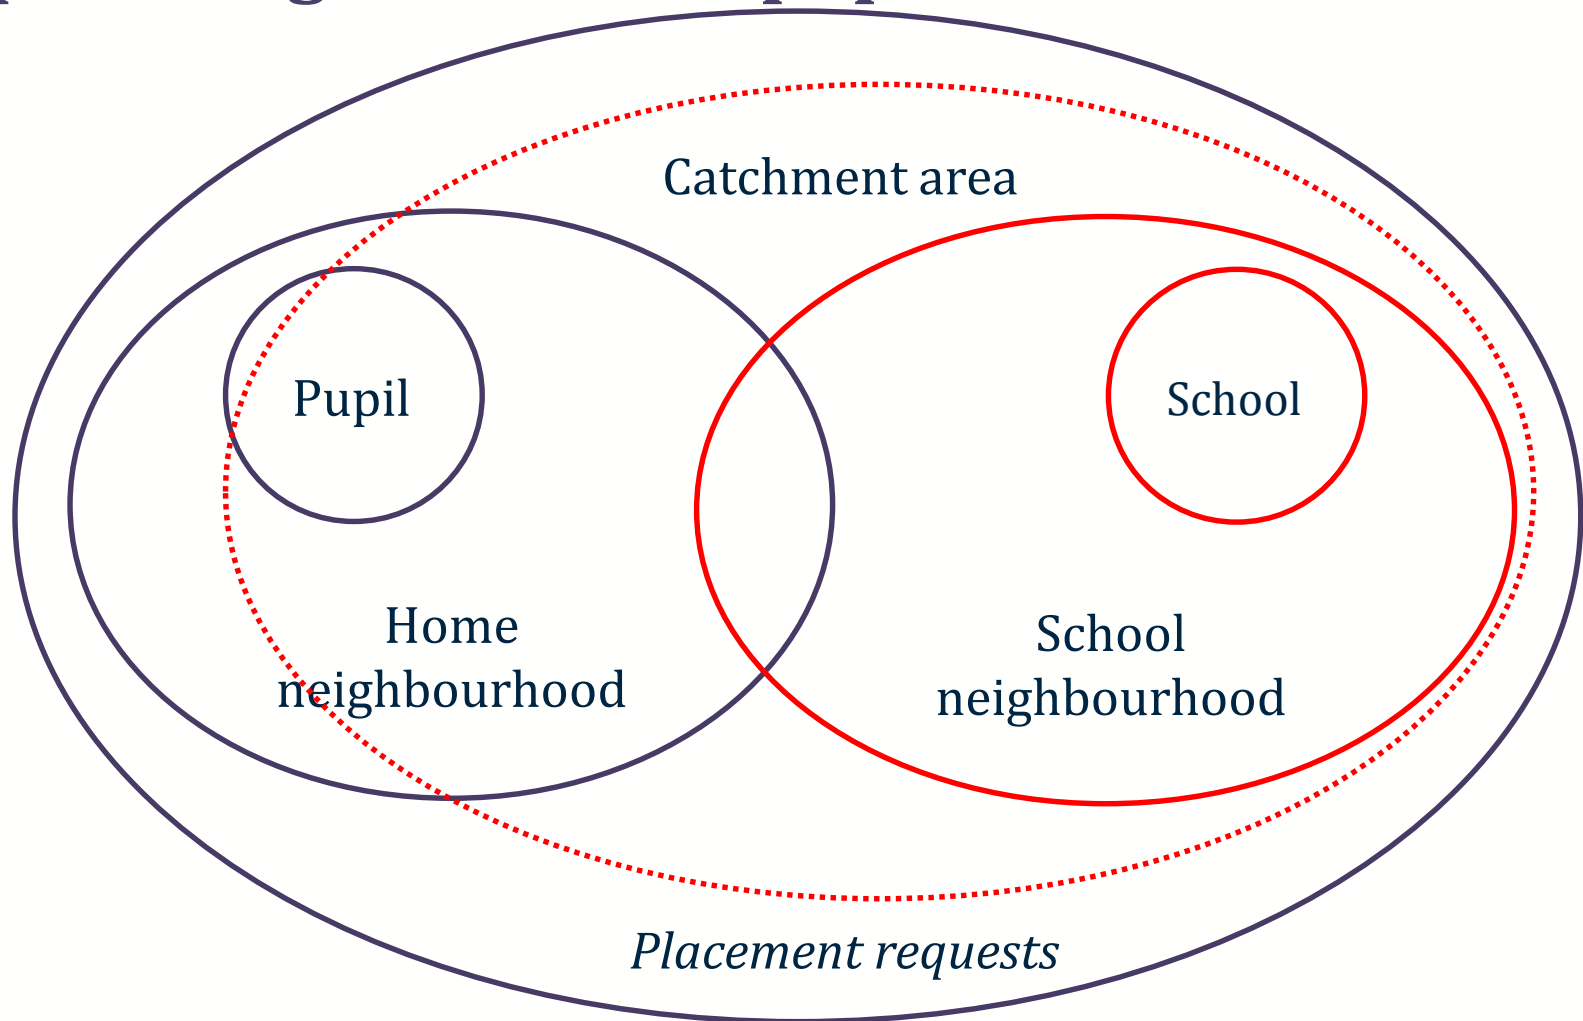 Catchment area
Pupil
School
Home
neighbourhood
School
neighbourhood
Placement requests